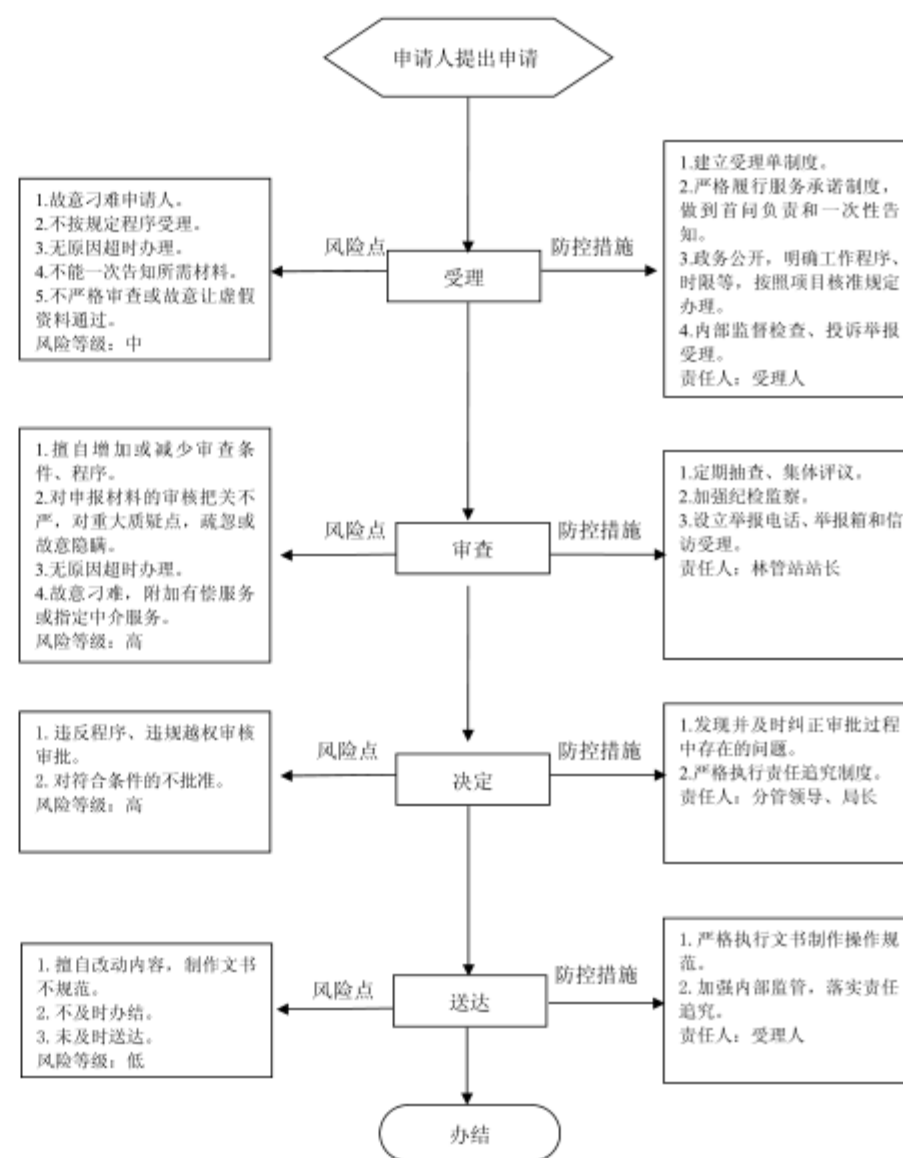 申请人提出申请
1.故意刁难申请人。
2.不按规定程序受理。
3.无原因超时办理。
4.不能一次告知所需材料。
5.不严格审查或故意让虚假
资料通过。
风险等级：中
风险点
受理
防控措施
1.建立受理单制度。
2.严格履行服务承诺制度，
做到首问负责和一次性告
知。
3.政务公开，明确工作程序、
时限等，按照项目核准规定
办理。
4.内部监督检查、投诉举报
受理。
责任人：受理人
1.擅自增加或减少审查条
件、程序。
2.对申报材料的审核把关不
严，对重大质疑点，疏忽或
故意隐瞒。
3.无原因超时办理。
4.故意刁难，附加有偿服务
或指定中介服务。
风险等级：高
风险点
审查
防控措施
1.定期抽查、集体评议。
2.加强纪检监察。
3.设立举报电话、举报箱和信
访受理。
责任人：林管站站长
1. 违反程序、违规越权审核
审批。
2. 对符合条件的不批准。
风险等级：高
风险点
决定
防控措施
1.发现并及时纠正审批过程
中存在的问题。
2.严格执行责任追究制度。
责任人：分管领导、局长
1. 擅自改动内容，制作文书
不规范。
2. 不及时办结。
3. 未及时送达。
风险等级：低
风险点
送达
防控措施
1. 严格执行文书制作操作规
范。
2. 加强内部监管，落实责任
追究。
责任人：受理人
办结